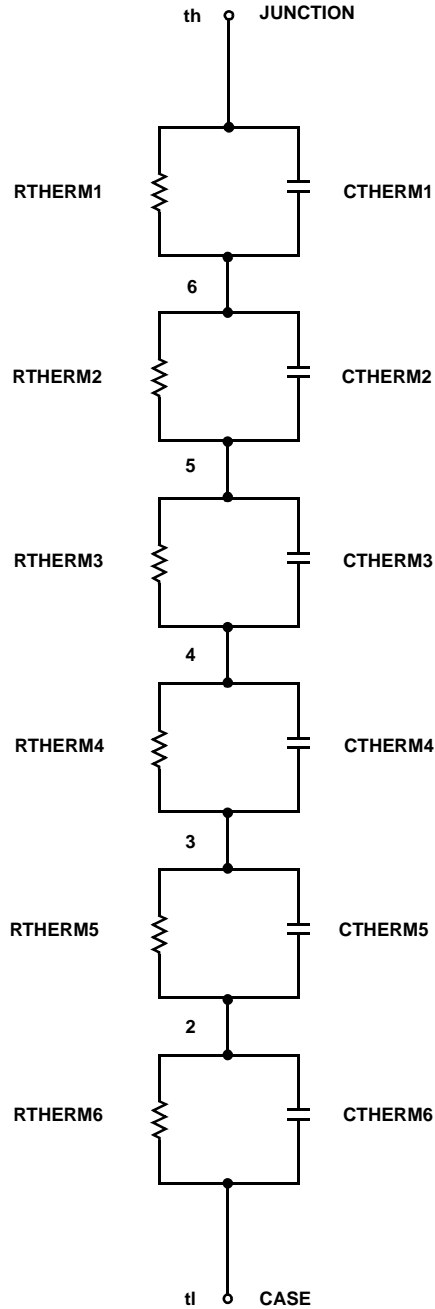 th JUNCTION
RTHERM1 CTHERM1
6
RTHERM2 CTHERM2
5
RTHERM3 CTHERM3
4
RTHERM4 CTHERM4
3
RTHERM5 CTHERM5
2
RTHERM6 CTHERM6
tl CASE